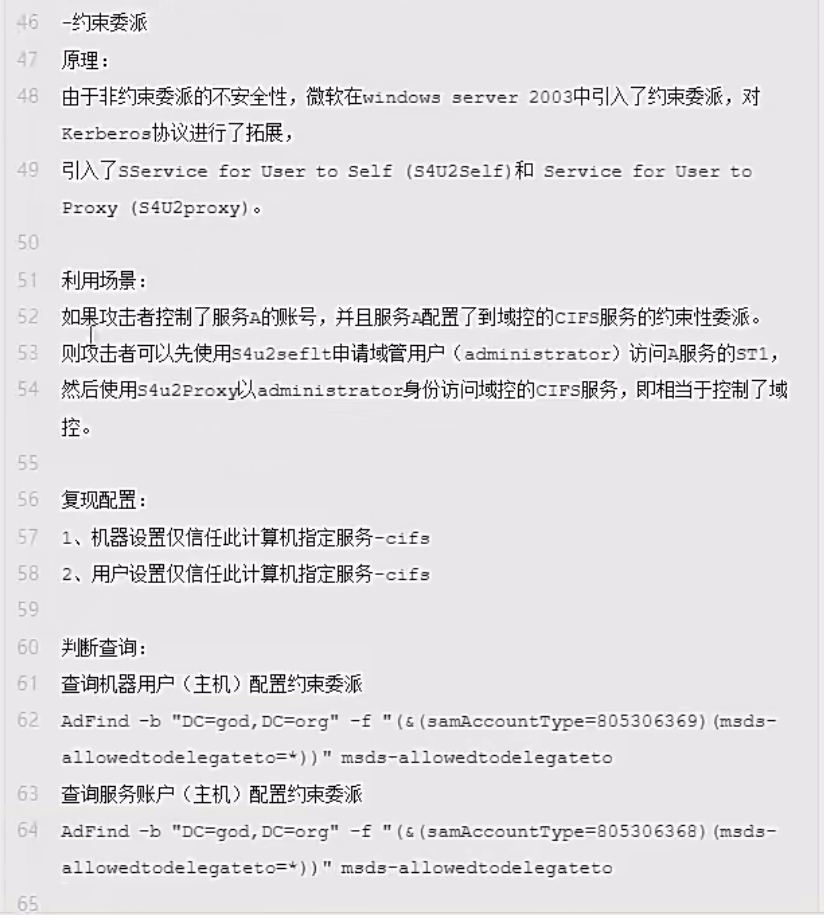 46 -约束委派
47 原理:
48 由于非约束委派的不安全性，微软在windows server 2003中引入了约束委派，对
Kerberos协议进行了拓展，
49 引入了SService for User to Self (S4U2Self)和 Service for User to
Proxy (S4U2proxy)。
50
51 利用场景:
52 如果攻击者控制了服务A的账号，并且服务A配置了到域控的CIFS服务的约束性委派。
53 则攻击者可以先使用S4u2seflt申请域管用户（administrator）访问A服务的ST1，
54 然后使用S4u2Proxy以administrator身份访问域控的CIFS服务，即相当于控制了域
控。
55
56 复现配置:
57 1、机器设置仅信任此计算机指定服务-cifs
58 2、用户设置仅信任此计算机指定服务-cifs
59
60 判断查询:
61 查询机器用户（主机）配置约束委派
62 AdFind -b "DC=god,DC=org" -f "(&(samAccountType=805306369)(msds-
allowedtodelegateto=*))" msds-allowedtodelegateto
63 查询服务账户（主机）配置约束委派
64 AdFind -b "DC=god,DC=org" -f "(&(samAccountType=805306368)(msds-
allowedtodelegateto=*))" msds-allowedtodelegateto
65